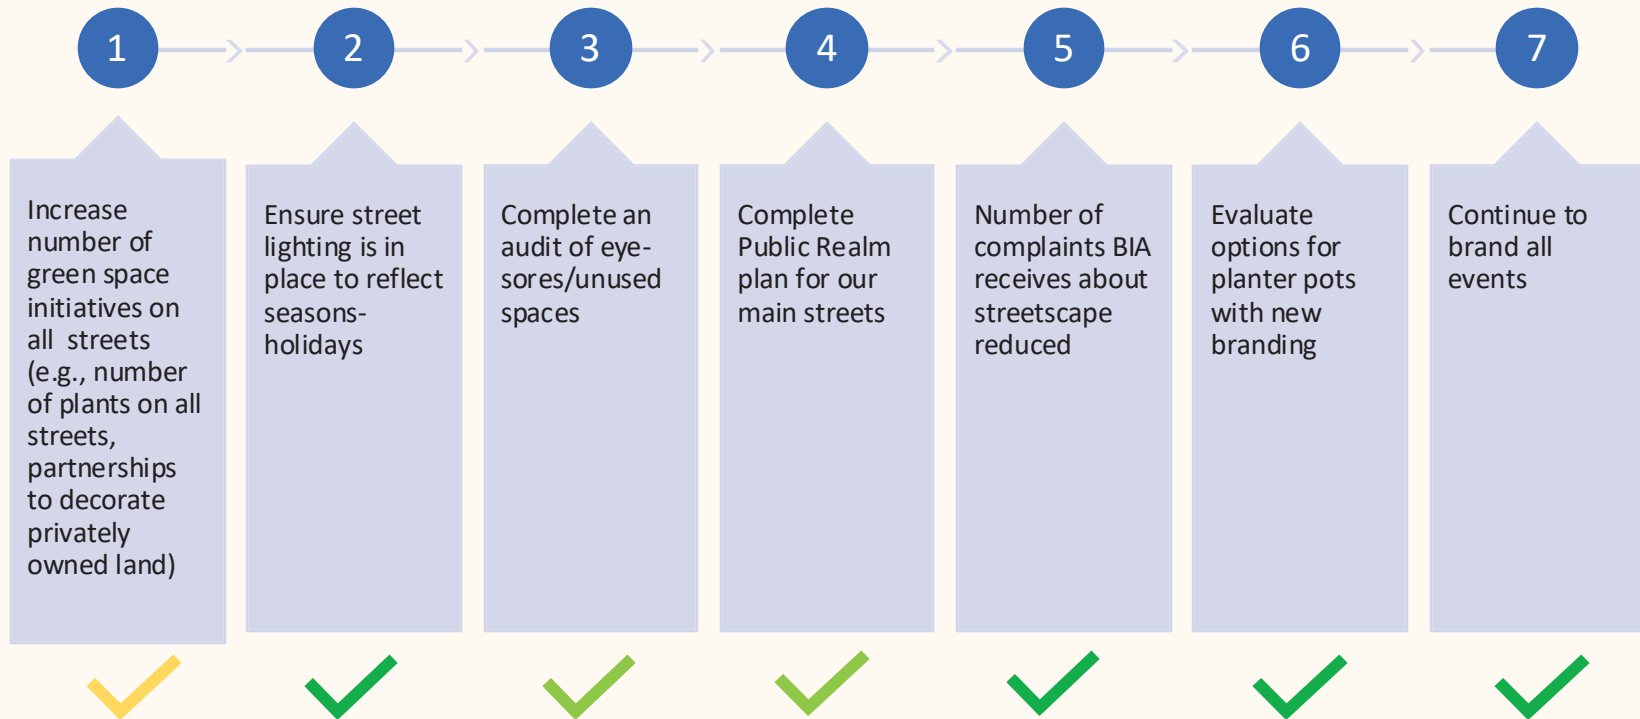 1
2
3
4
5
6
7
Increase
number of
green space
initiatives on
all streets
(e.g., number
of plants on all
streets,
partnerships
to decorate
privately
owned land)
Ensure street
lighting is in
place to reflect
seasons-
holidays
Complete an
audit of eye-
sores/unused
spaces
Complete
Public Realm
plan for our
main streets
Number of
complaints BIA
receives about
streetscape
reduced
Evaluate
options for
planter pots
with new
branding
Continue to
brand all
events